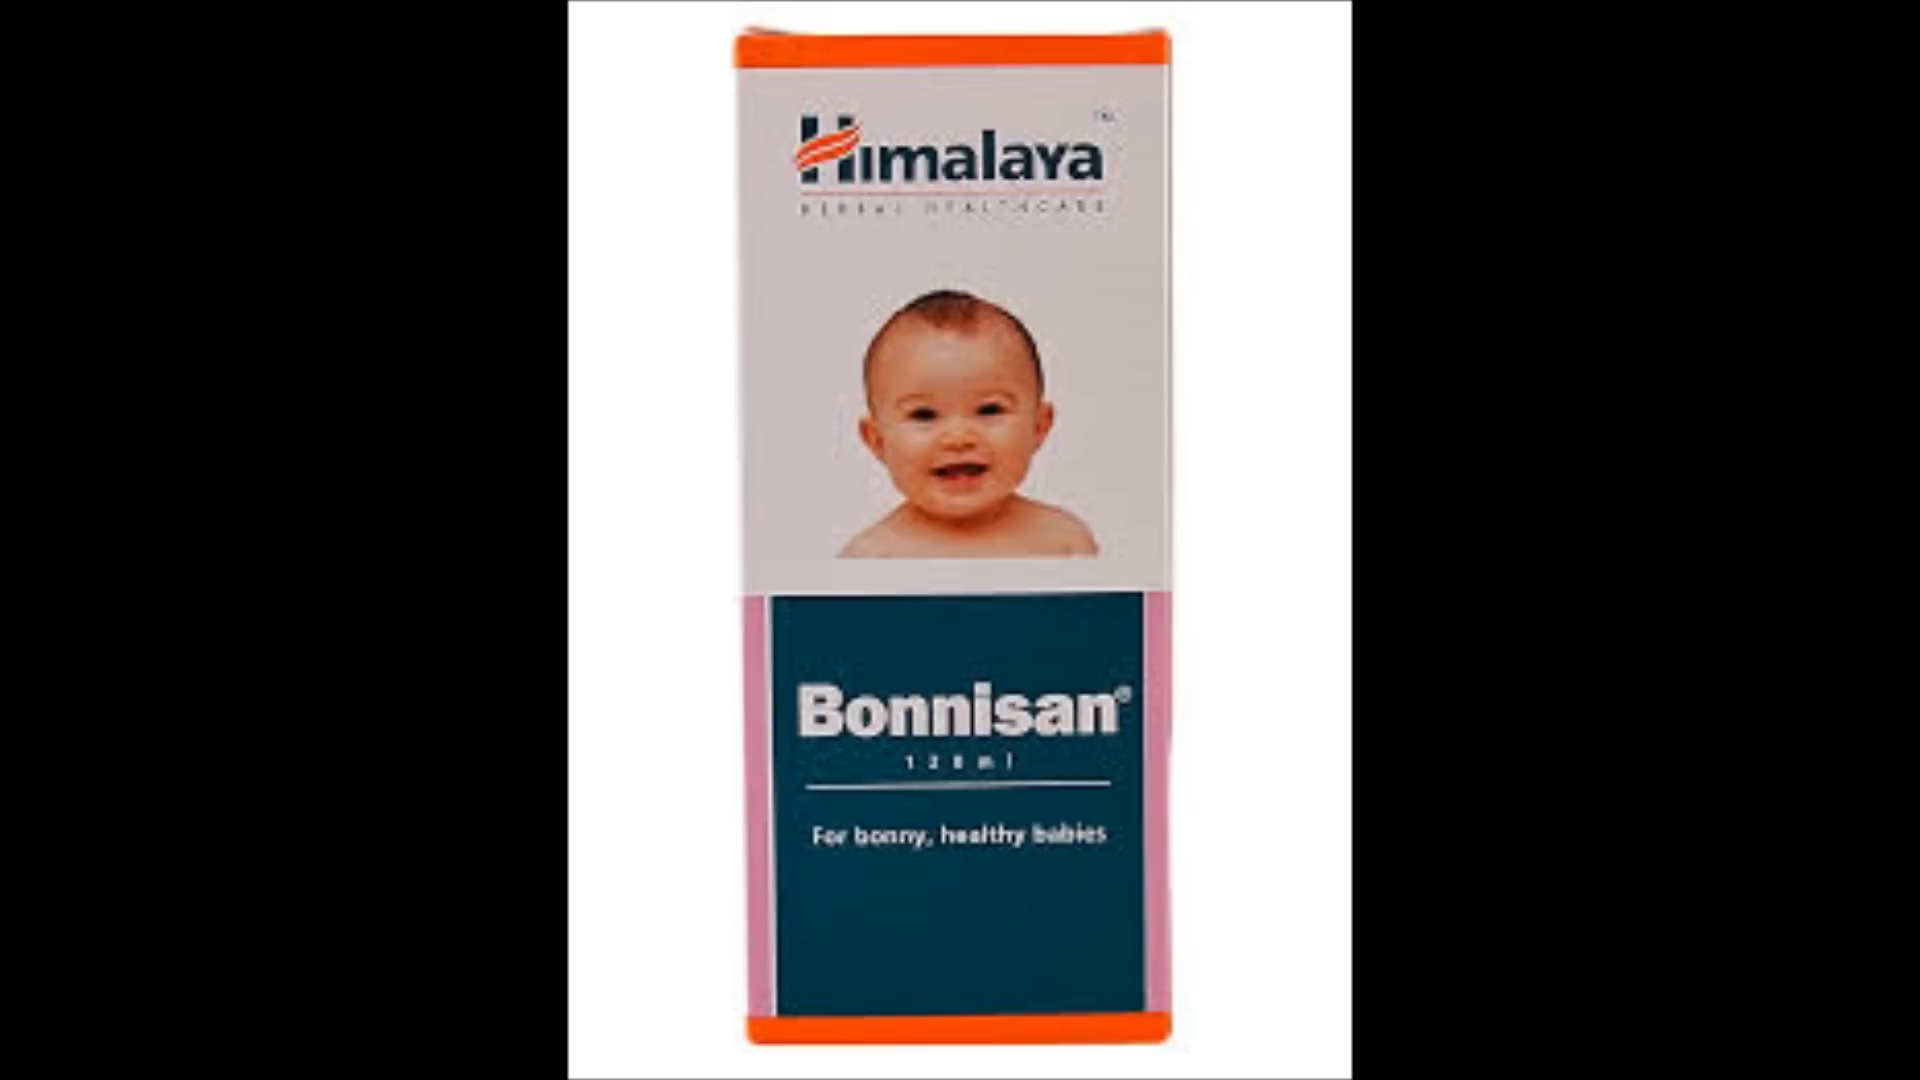 Himalaya
HERBAL HEALTHCARE
Bonnisan®
120ml
For bonny, healthy babies